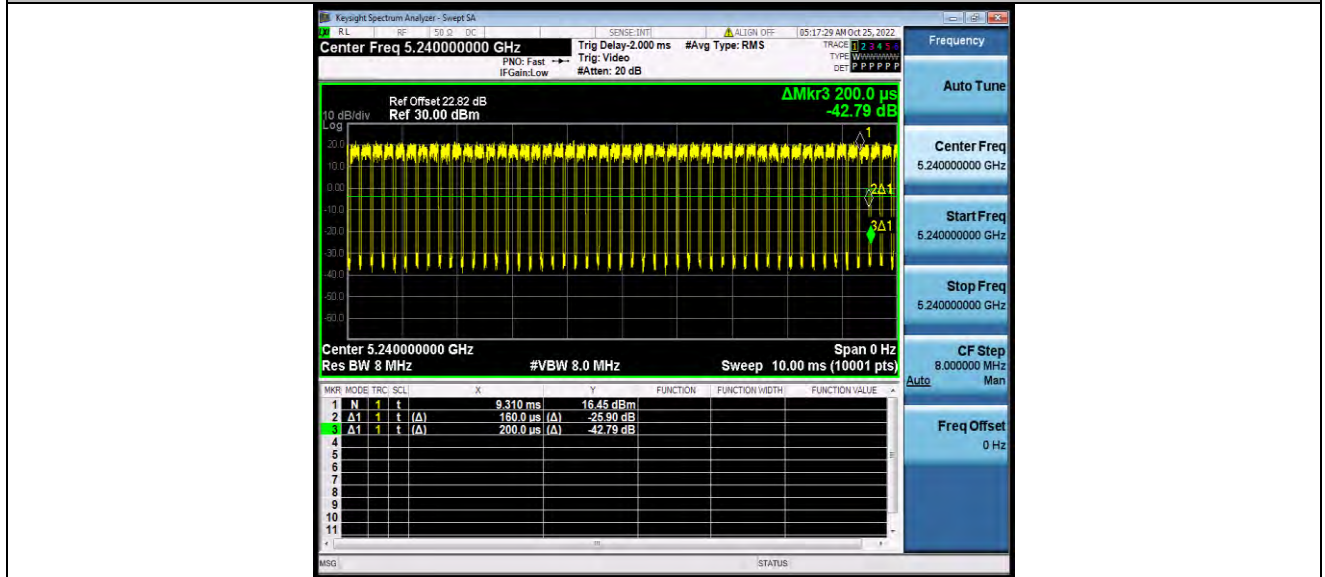 Keysight Spectrum Analyzer - Swept SA
RL RF 50 Ω DC SENSE:INT ALIGN OFF 05:17:29 AM Oct 25, 2022
Center Freq 5.240000000 GHz
PNO: Fast
IFGain:Low
Trig Delay-2.000 ms
Trig: Video
#Atten: 20 dB
#Avg Type: RMS
TRACE 1 2 3 4 5 6
TYPE
DET P P P P P P
Ref Offset 22.82 dB
10 dB/div Ref 30.00 dBm
Log
ΔMkr3 200.0 µs
-42.79 dB
20.0
10.0
0.00
-10.0
-20.0
-30.0
-40.0
-50.0
-60.0
1
2Δ1
3Δ1
Center 5.240000000 GHz Span 0 Hz
Res BW 8 MHz #VBW 8.0 MHz Sweep 10.00 ms (10001 pts)
MKR MODE TRC SCL X Y FUNCTION FUNCTION WIDTH FUNCTION VALUE
1 N 1 t 9.310 ms 16.45 dBm
2 Δ1 1 t (Δ) 160.0 µs (Δ) -25.90 dB
3 Δ1 1 t (Δ) 200.0 µs (Δ) -42.79 dB
4
5
6
7
8
9
10
11
MSG STATUS
Frequency
Auto Tune
Center Freq
5.240000000 GHz
Start Freq
5.240000000 GHz
Stop Freq
5.240000000 GHz
CF Step
8.000000 MHz
Auto Man
Freq Offset
0 Hz